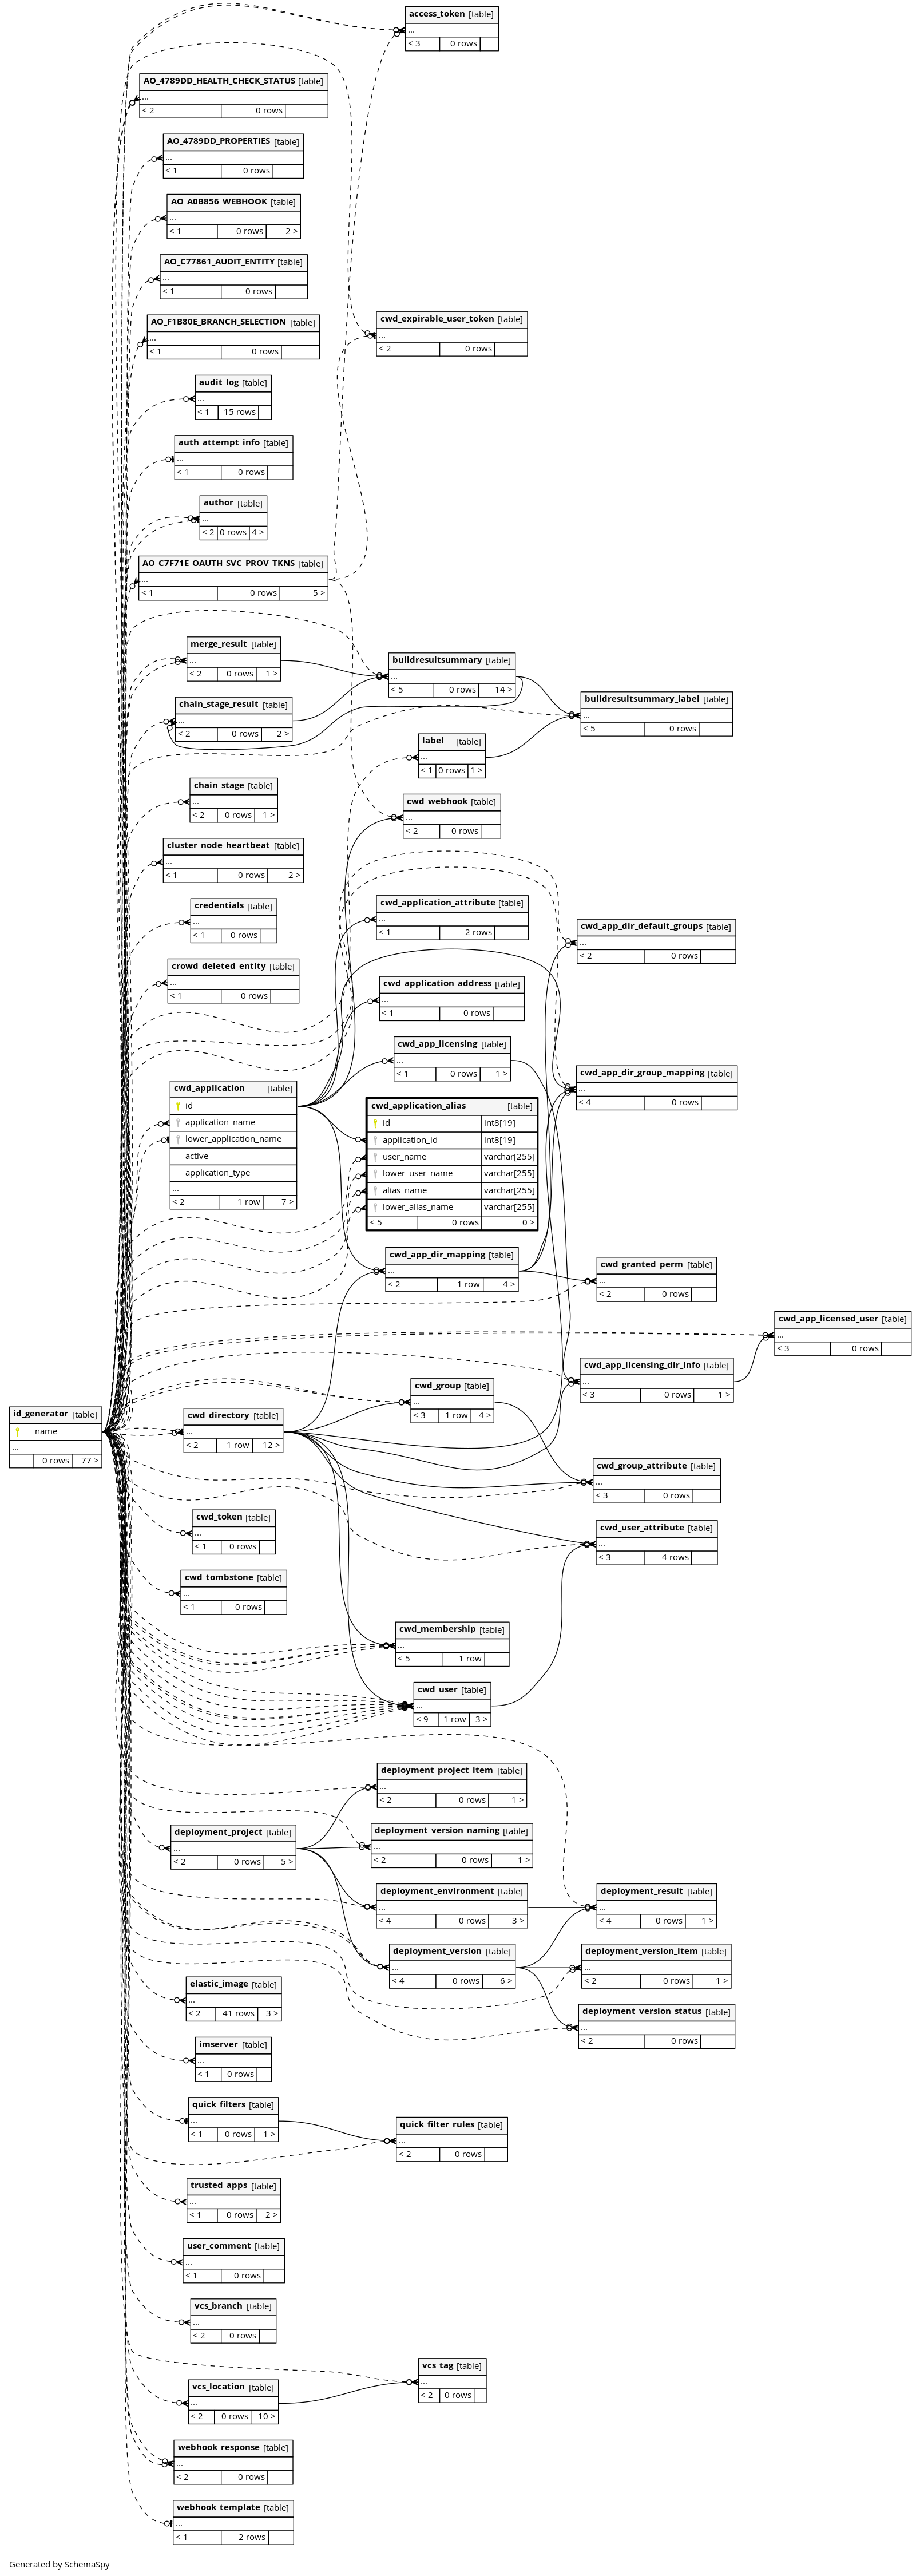 access_token [table]
...
< 3 0 rows
AO_4789DD_HEALTH_CHECK_STATUS [table]
...
< 2 0 rows
AO_4789DD_PROPERTIES [table]
...
< 1 0 rows
AO_A0B856_WEBHOOK [table]
...
< 1 0 rows 2 >
AO_C77861_AUDIT_ENTITY [table]
...
< 1 0 rows
AO_F1B80E_BRANCH_SELECTION [table]
...
< 1 0 rows
cwd_expirable_user_token [table]
...
< 2 0 rows
audit_log [table]
...
< 1 15 rows
auth_attempt_info [table]
...
< 1 0 rows
author [table]
...
< 2 0 rows 4 >
AO_C7F71E_OAUTH_SVC_PROV_TKNS [table]
...
< 1 0 rows 5 >
merge_result [table]
...
< 2 0 rows 1 >
buildresultsummary [table]
...
< 5 0 rows 14 >
chain_stage_result [table]
...
< 2 0 rows 2 >
buildresultsummary_label [table]
...
< 5 0 rows
label [table]
...
< 1 0 rows 1 >
chain_stage [table]
...
< 2 0 rows 1 >
cwd_webhook [table]
...
< 2 0 rows
cluster_node_heartbeat [table]
...
< 1 0 rows 2 >
credentials [table]
...
< 1 0 rows
cwd_application_attribute [table]
...
< 1 2 rows
cwd_app_dir_default_groups [table]
...
< 2 0 rows
crowd_deleted_entity [table]
...
< 1 0 rows
cwd_application_address [table]
...
< 1 0 rows
cwd_app_licensing [table]
...
< 1 0 rows 1 >
cwd_app_dir_group_mapping [table]
...
< 4 0 rows
cwd_application [table]
id
application_name
lower_application_name
active
application_type
...
< 2 1 row 7 >
cwd_application_alias [table]
id int8[19]
application_id int8[19]
user_name varchar[255]
lower_user_name varchar[255]
alias_name varchar[255]
lower_alias_name varchar[255]
< 5 0 rows 0 >
cwd_app_dir_mapping [table]
...
< 2 1 row 4 >
cwd_granted_perm [table]
...
< 2 0 rows
cwd_app_licensed_user [table]
...
< 3 0 rows
cwd_app_licensing_dir_info [table]
...
< 3 0 rows 1 >
cwd_group [table]
...
< 3 1 row 4 >
id_generator [table]
name
...
0 rows 77 >
cwd_directory [table]
...
< 2 1 row 12 >
cwd_group_attribute [table]
...
< 3 0 rows
cwd_token [table]
...
< 1 0 rows
cwd_user_attribute [table]
...
< 3 4 rows
cwd_tombstone [table]
...
< 1 0 rows
cwd_membership [table]
...
< 5 1 row
cwd_user [table]
...
< 9 1 row 3 >
deployment_project_item [table]
...
< 2 0 rows 1 >
deployment_project [table]
...
< 2 0 rows 5 >
deployment_version_naming [table]
...
< 2 0 rows 1 >
deployment_environment [table]
...
< 4 0 rows 3 >
deployment_result [table]
...
< 4 0 rows 1 >
deployment_version [table]
...
< 4 0 rows 6 >
deployment_version_item [table]
...
< 2 0 rows 1 >
elastic_image [table]
...
< 2 41 rows 3 >
deployment_version_status [table]
...
< 2 0 rows
imserver [table]
...
< 1 0 rows
quick_filters [table]
...
< 1 0 rows 1 >
quick_filter_rules [table]
...
< 2 0 rows
trusted_apps [table]
...
< 1 0 rows 2 >
user_comment [table]
...
< 1 0 rows
vcs_branch [table]
...
< 2 0 rows
vcs_tag [table]
...
< 2 0 rows
vcs_location [table]
...
< 2 0 rows 10 >
webhook_response [table]
...
< 2 0 rows
webhook_template [table]
...
< 1 2 rows
Generated by SchemaSpy